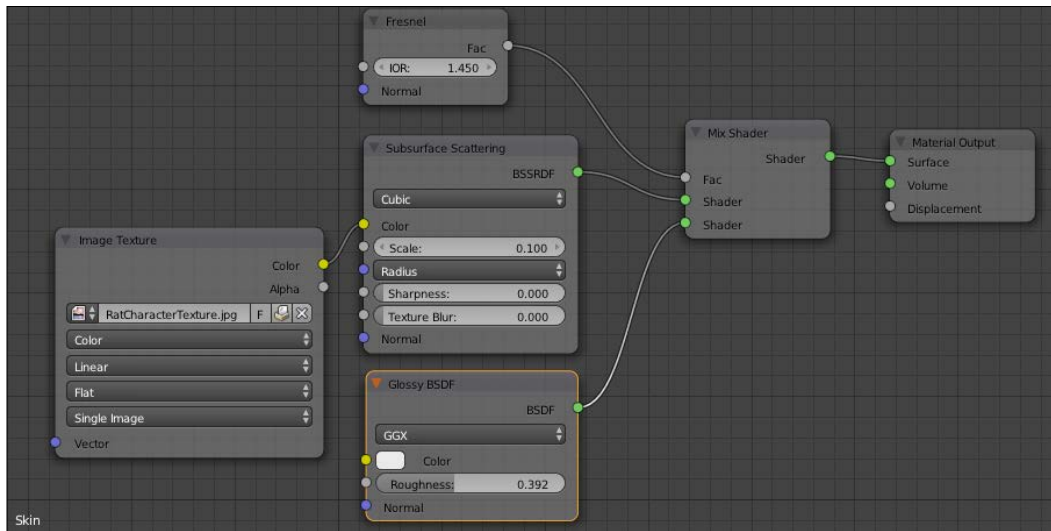 Fresnel
Fac
IOR: 1.450
Normal
Subsurface Scattering
BSSRDF
Cubic
Color
Scale: 0.100
Radius
Sharpness: 0.000
Texture Blur: 0.000
Normal
Image Texture
Color
Alpha
RatCharacterTexture.jpg F
Color
Linear
Flat
Single Image
Vector
Glossy BSDF
BSDF
GGX
Color
Roughness: 0.392
Normal
Mix Shader
Shader
Fac
Shader
Shader
Material Output
Surface
Volume
Displacement
Skin